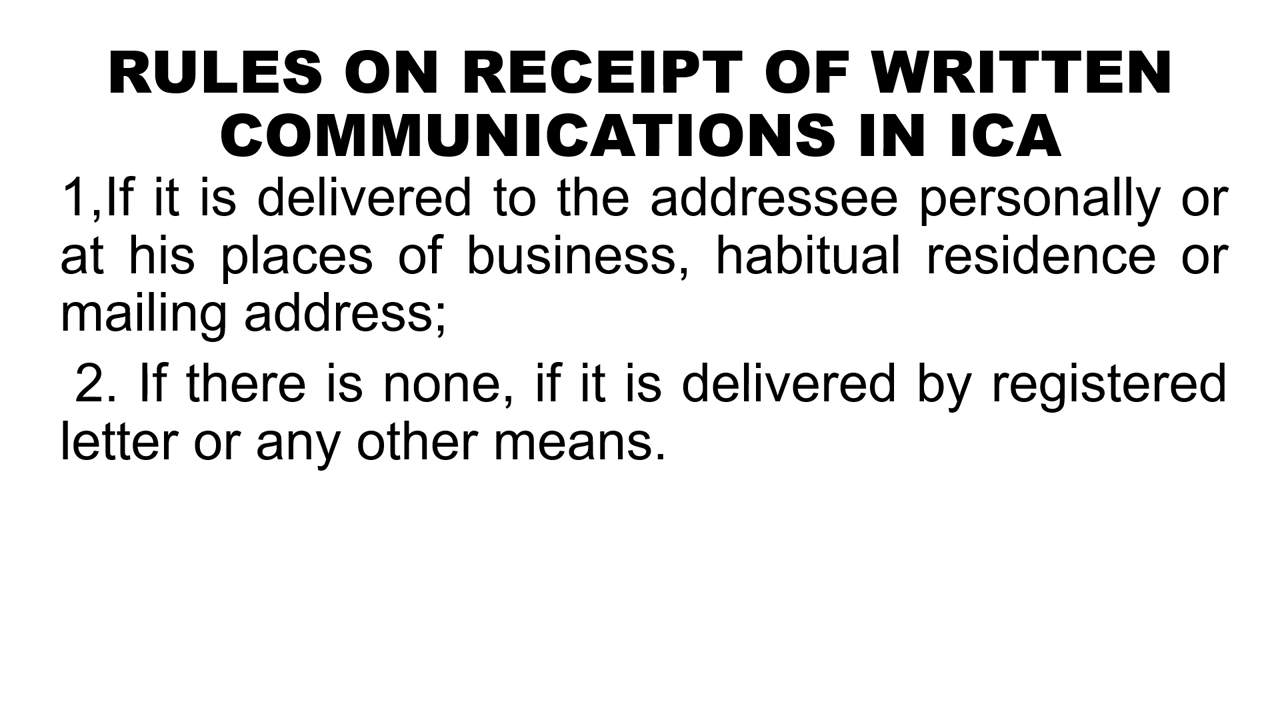 RULES ON RECEIPT OF WRITTEN
COMMUNICATIONS IN ICA
1,If it is delivered to the addressee personally or
at his places of business, habitual residence or
mailing address;
2. If there is none, if it is delivered by registered
letter or any other means.